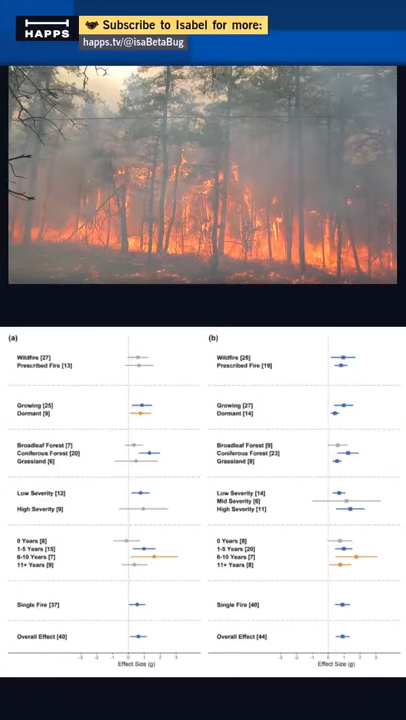 HAPPS
Subscribe to Isabel for more:
happs.tv/@isaBetaBug
(a)
Wildfire [27]
Prescribed Fire [13]
Growing [25]
Dormant [9]
Broadleaf Forest [7]
Coniferous Forest [20]
Grassland [6]
Low Severity [12]
High Severity [9]
0 Years [6]
1-5 Years [15]
6-10 Years [7]
11+ Years [9]
Single Fire [37]
Overall Effect [40]
-3 -2 -1 0 1 2 3
Effect Size (g)
(b)
Wildfire [25]
Prescribed Fire [19]
Growing [27]
Dormant [14]
Broadleaf Forest [9]
Coniferous Forest [23]
Grassland [8]
Low Severity [14]
Mid Severity [6]
High Severity [11]
0 Years [8]
1-5 Years [20]
6-10 Years [7]
11+ Years [8]
Single Fire [40]
Overall Effect [44]
-3 -2 -1 0 1 2 3
Effect Size (g)